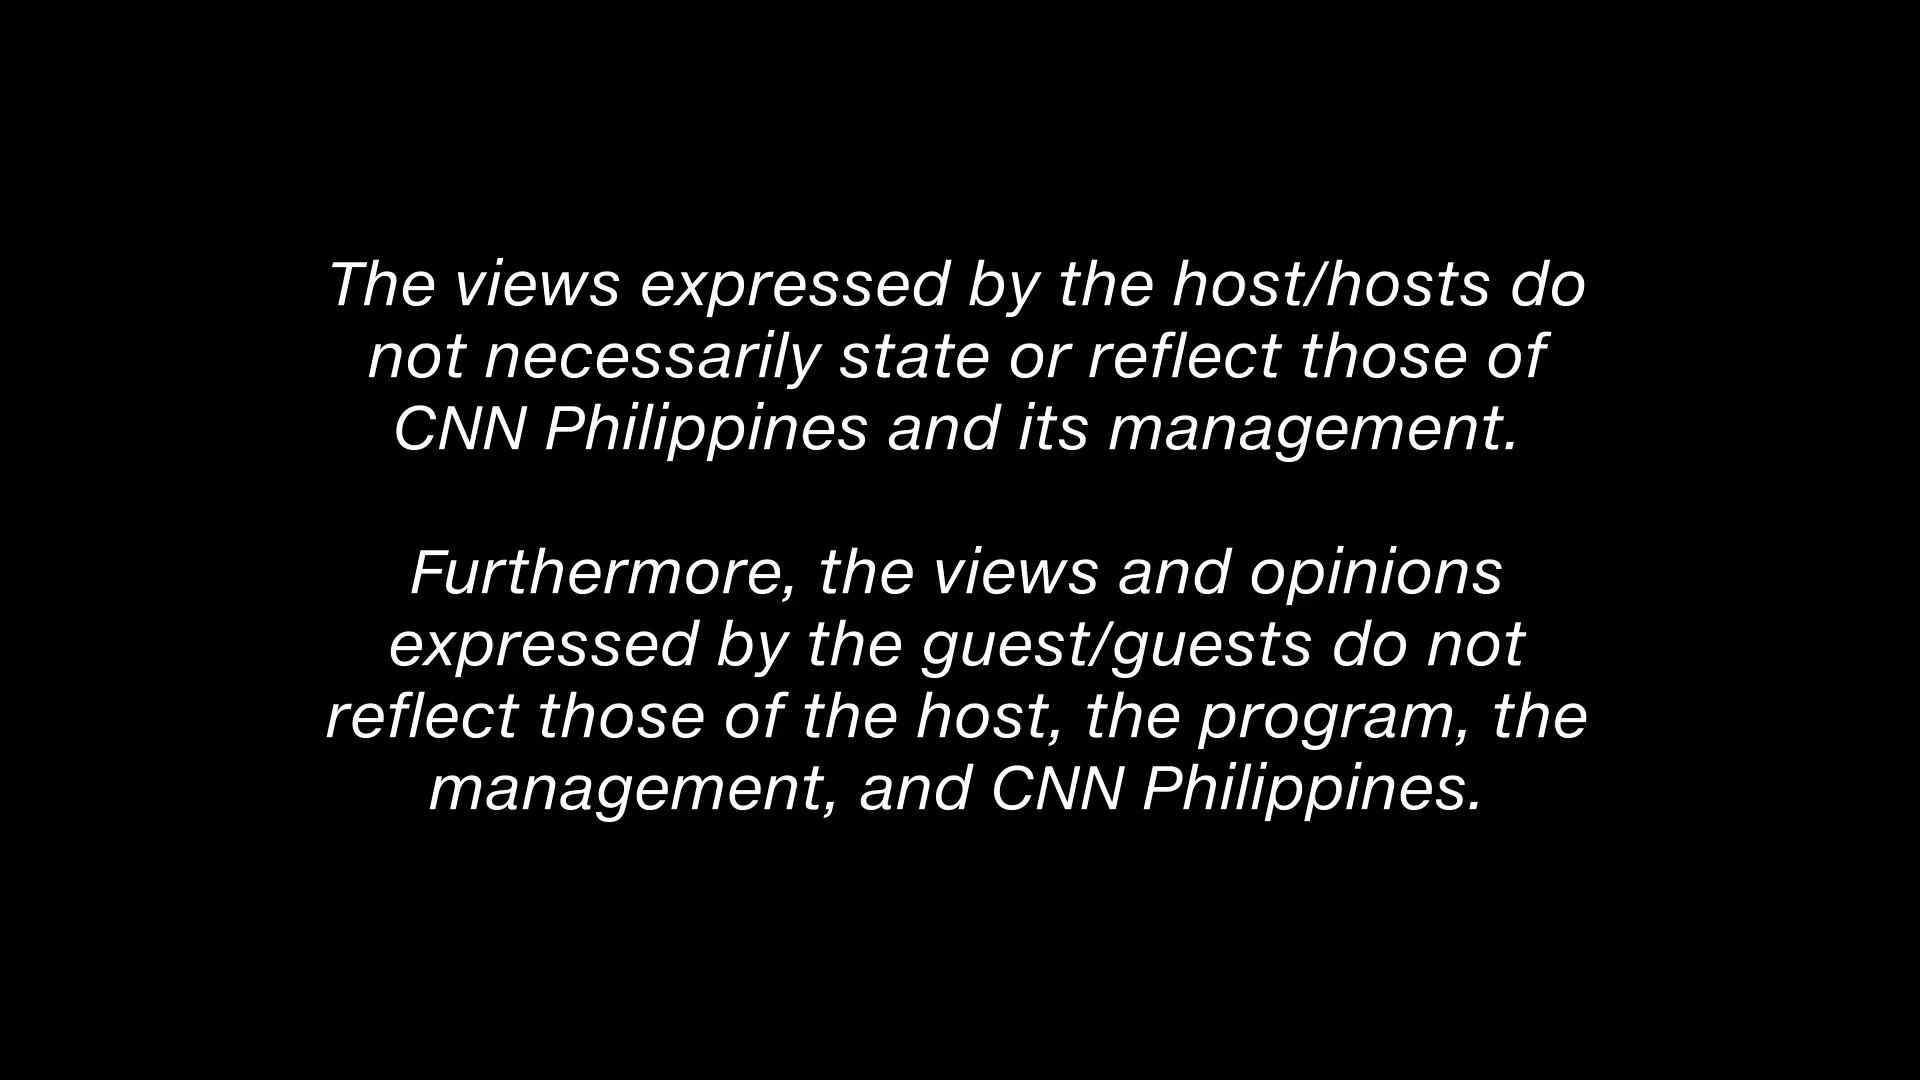 The views expressed by the host/hosts do
not necessarily state or reflect those of
CNN Philippines and its management.
Furthermore, the views and opinions
expressed by the guest/guests do not
reflect those of the host, the program, the
management, and CNN Philippines.